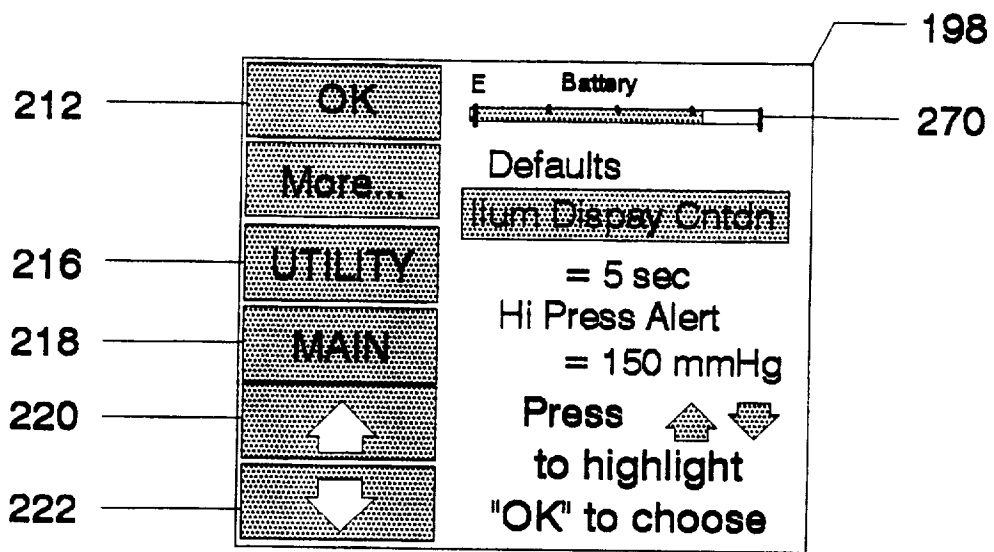 198
212
OK
E Battery
270
More...
Defaults
Ilum Dispay Cntdn
216
UTILITY
= 5 sec
218
MAIN
Hi Press Alert
= 150 mmHg
220
Press
to highlight
222
"OK" to choose